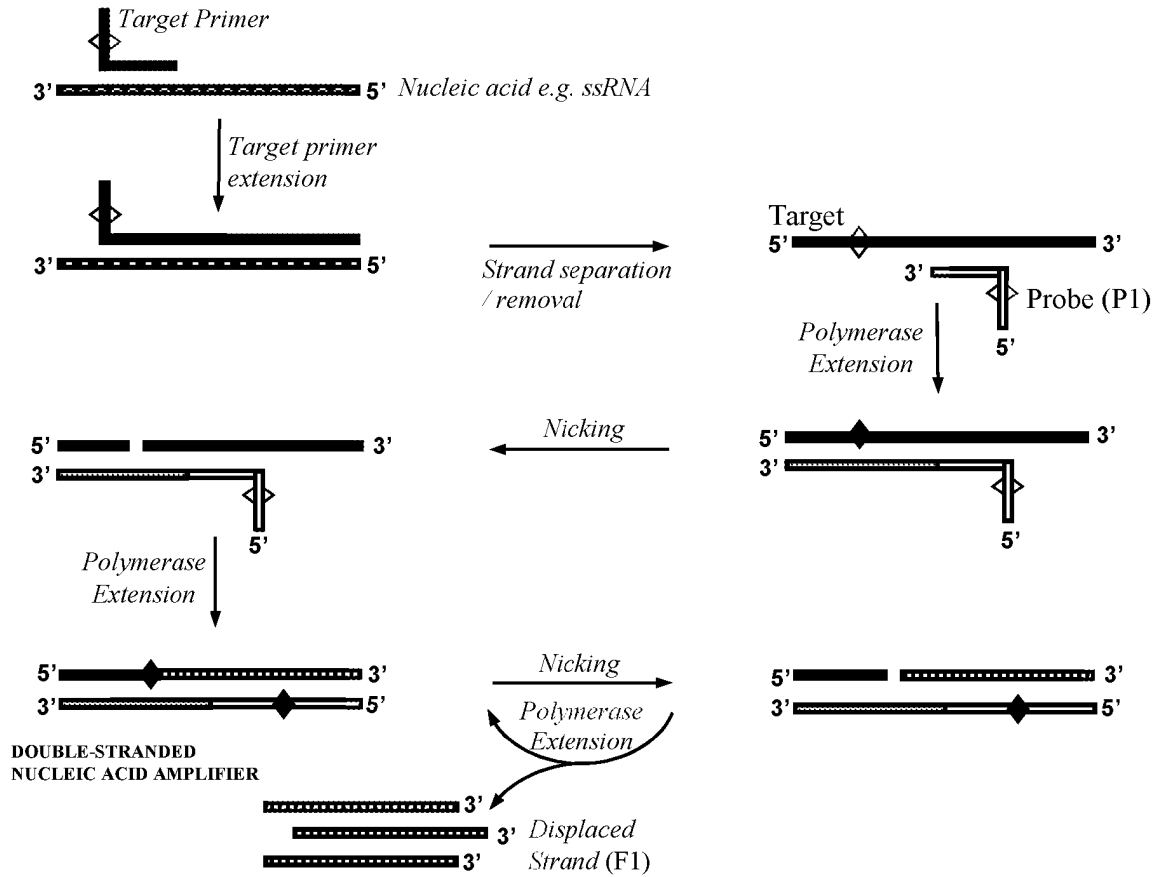 Target Primer
3’ 5’ Nucleic acid e.g. ssRNA
Target primer
extension
3’ 5’
Strand separation
/ removal
Target
5’ 3’
3’
Probe (P1)
5’
Polymerase
Extension
5’ 3’
3’
5’
Nicking
5’ 3’
3’
5’
Polymerase
Extension
5’ 3’
3’ 5’
DOUBLE-STRANDED
NUCLEIC ACID AMPLIFIER
Nicking
Polymerase
Extension
5’ 3’
3’ 5’
3’
3’
3’
Displaced
Strand (F1)